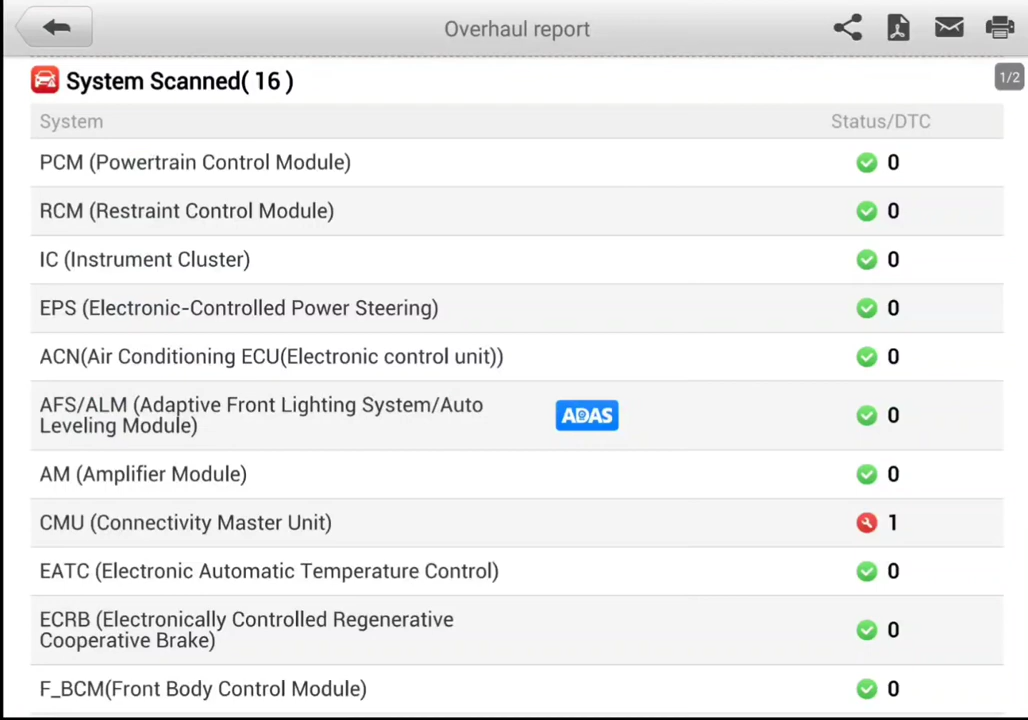 Overhaul report
System Scanned( 16 )
1/2
System Status/DTC
PCM (Powertrain Control Module) 0
RCM (Restraint Control Module) 0
IC (Instrument Cluster) 0
EPS (Electronic-Controlled Power Steering) 0
ACN(Air Conditioning ECU(Electronic control unit)) 0
AFS/ALM (Adaptive Front Lighting System/Auto
Leveling Module) ADAS 0
AM (Amplifier Module) 0
CMU (Connectivity Master Unit) 1
EATC (Electronic Automatic Temperature Control) 0
ECRB (Electronically Controlled Regenerative
Cooperative Brake) 0
F_BCM(Front Body Control Module) 0